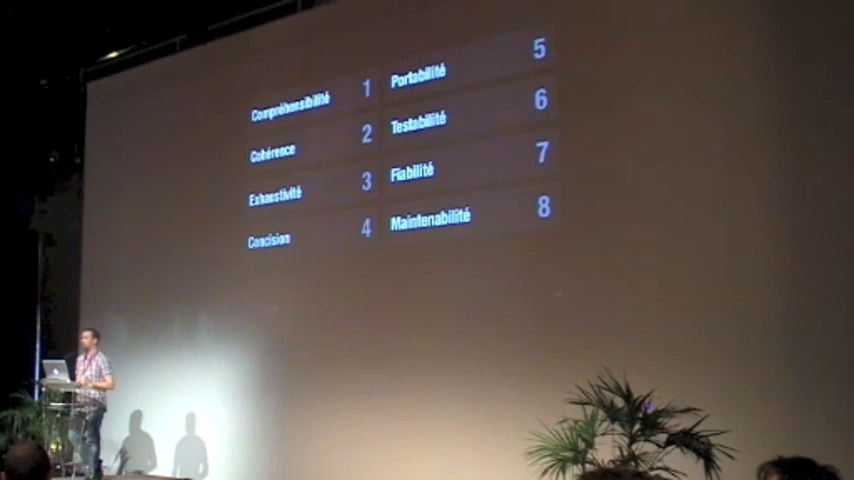 Compréhensibilité 1
Cohérence 2
Exhaustivité 3
Concision 4
Portabilité 5
Testabilité 6
Fiabilité 7
Maintenabilité 8